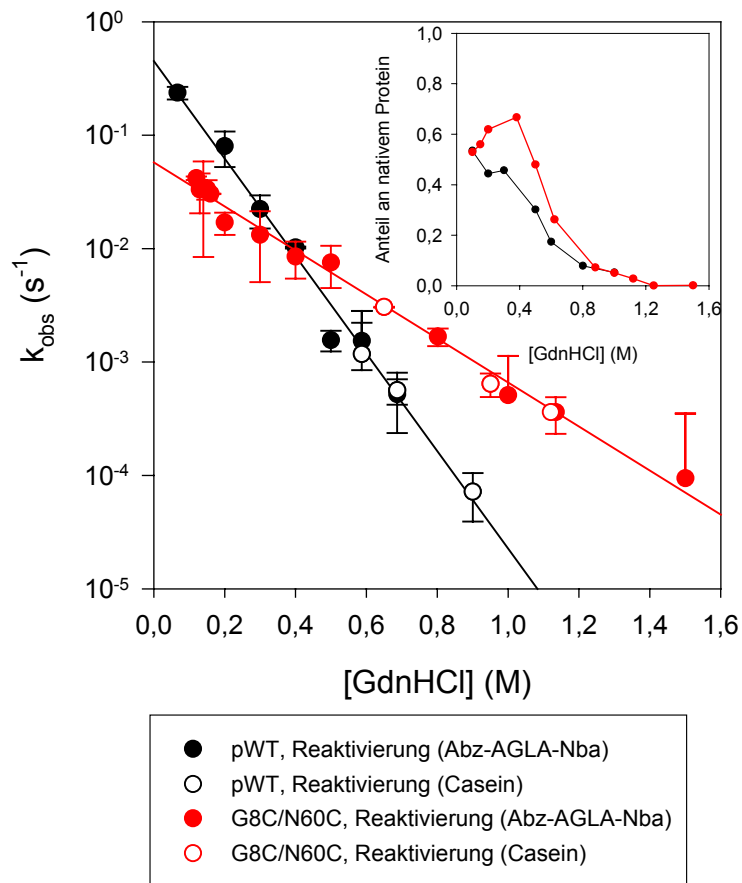 10⁰
10⁻¹
10⁻²
10⁻³
10⁻⁴
10⁻⁵
k_obs (s⁻¹)
0,0 0,2 0,4 0,6 0,8 1,0 1,2 1,4 1,6
[GdnHCl] (M)
1,0
0,8
0,6
0,4
0,2
0,0
Anteil an nativem Protein
0,0 0,4 0,8 1,2 1,6
[GdnHCl] (M)
pWT, Reaktivierung (Abz-AGLA-Nba)
pWT, Reaktivierung (Casein)
G8C/N60C, Reaktivierung (Abz-AGLA-Nba)
G8C/N60C, Reaktivierung (Casein)